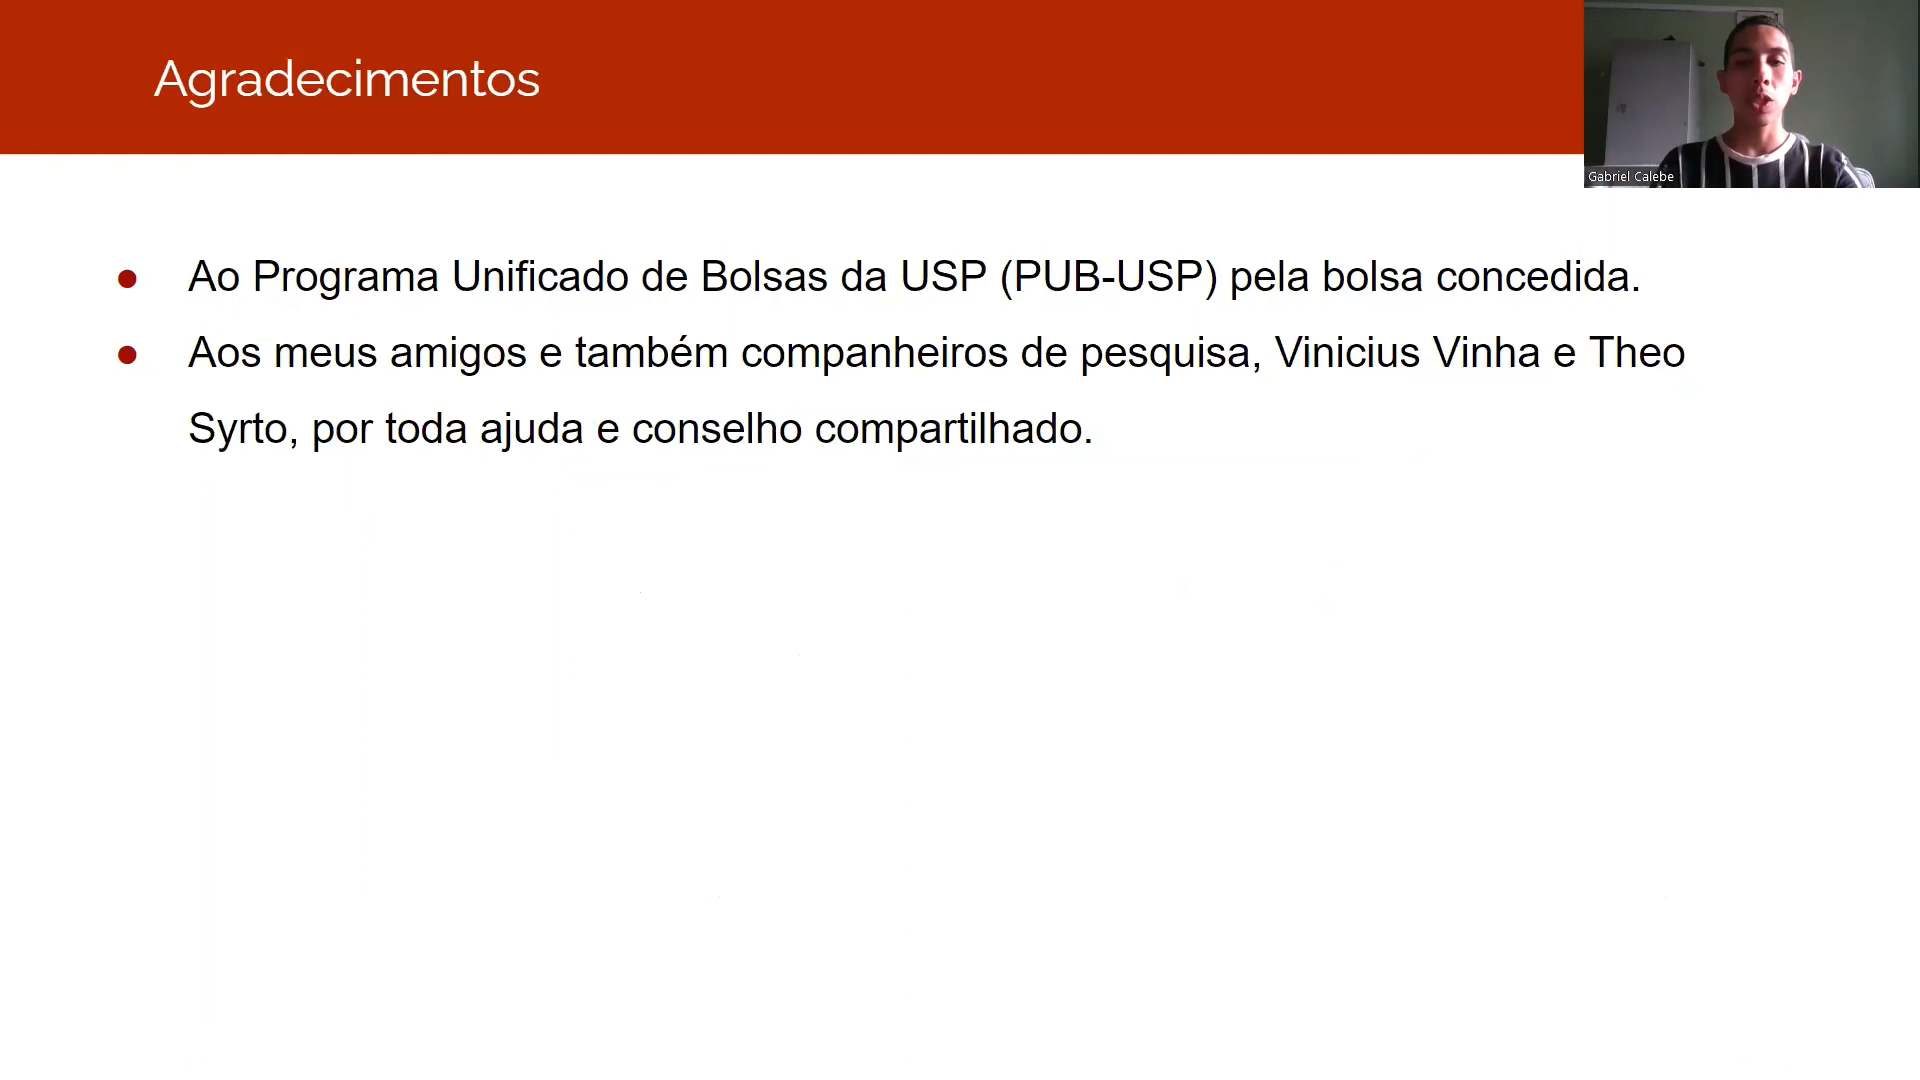 Agradecimentos
Gabriel Calebe
● Ao Programa Unificado de Bolsas da USP (PUB-USP) pela bolsa concedida.
● Aos meus amigos e também companheiros de pesquisa, Vinicius Vinha e Theo
Syrto, por toda ajuda e conselho compartilhado.